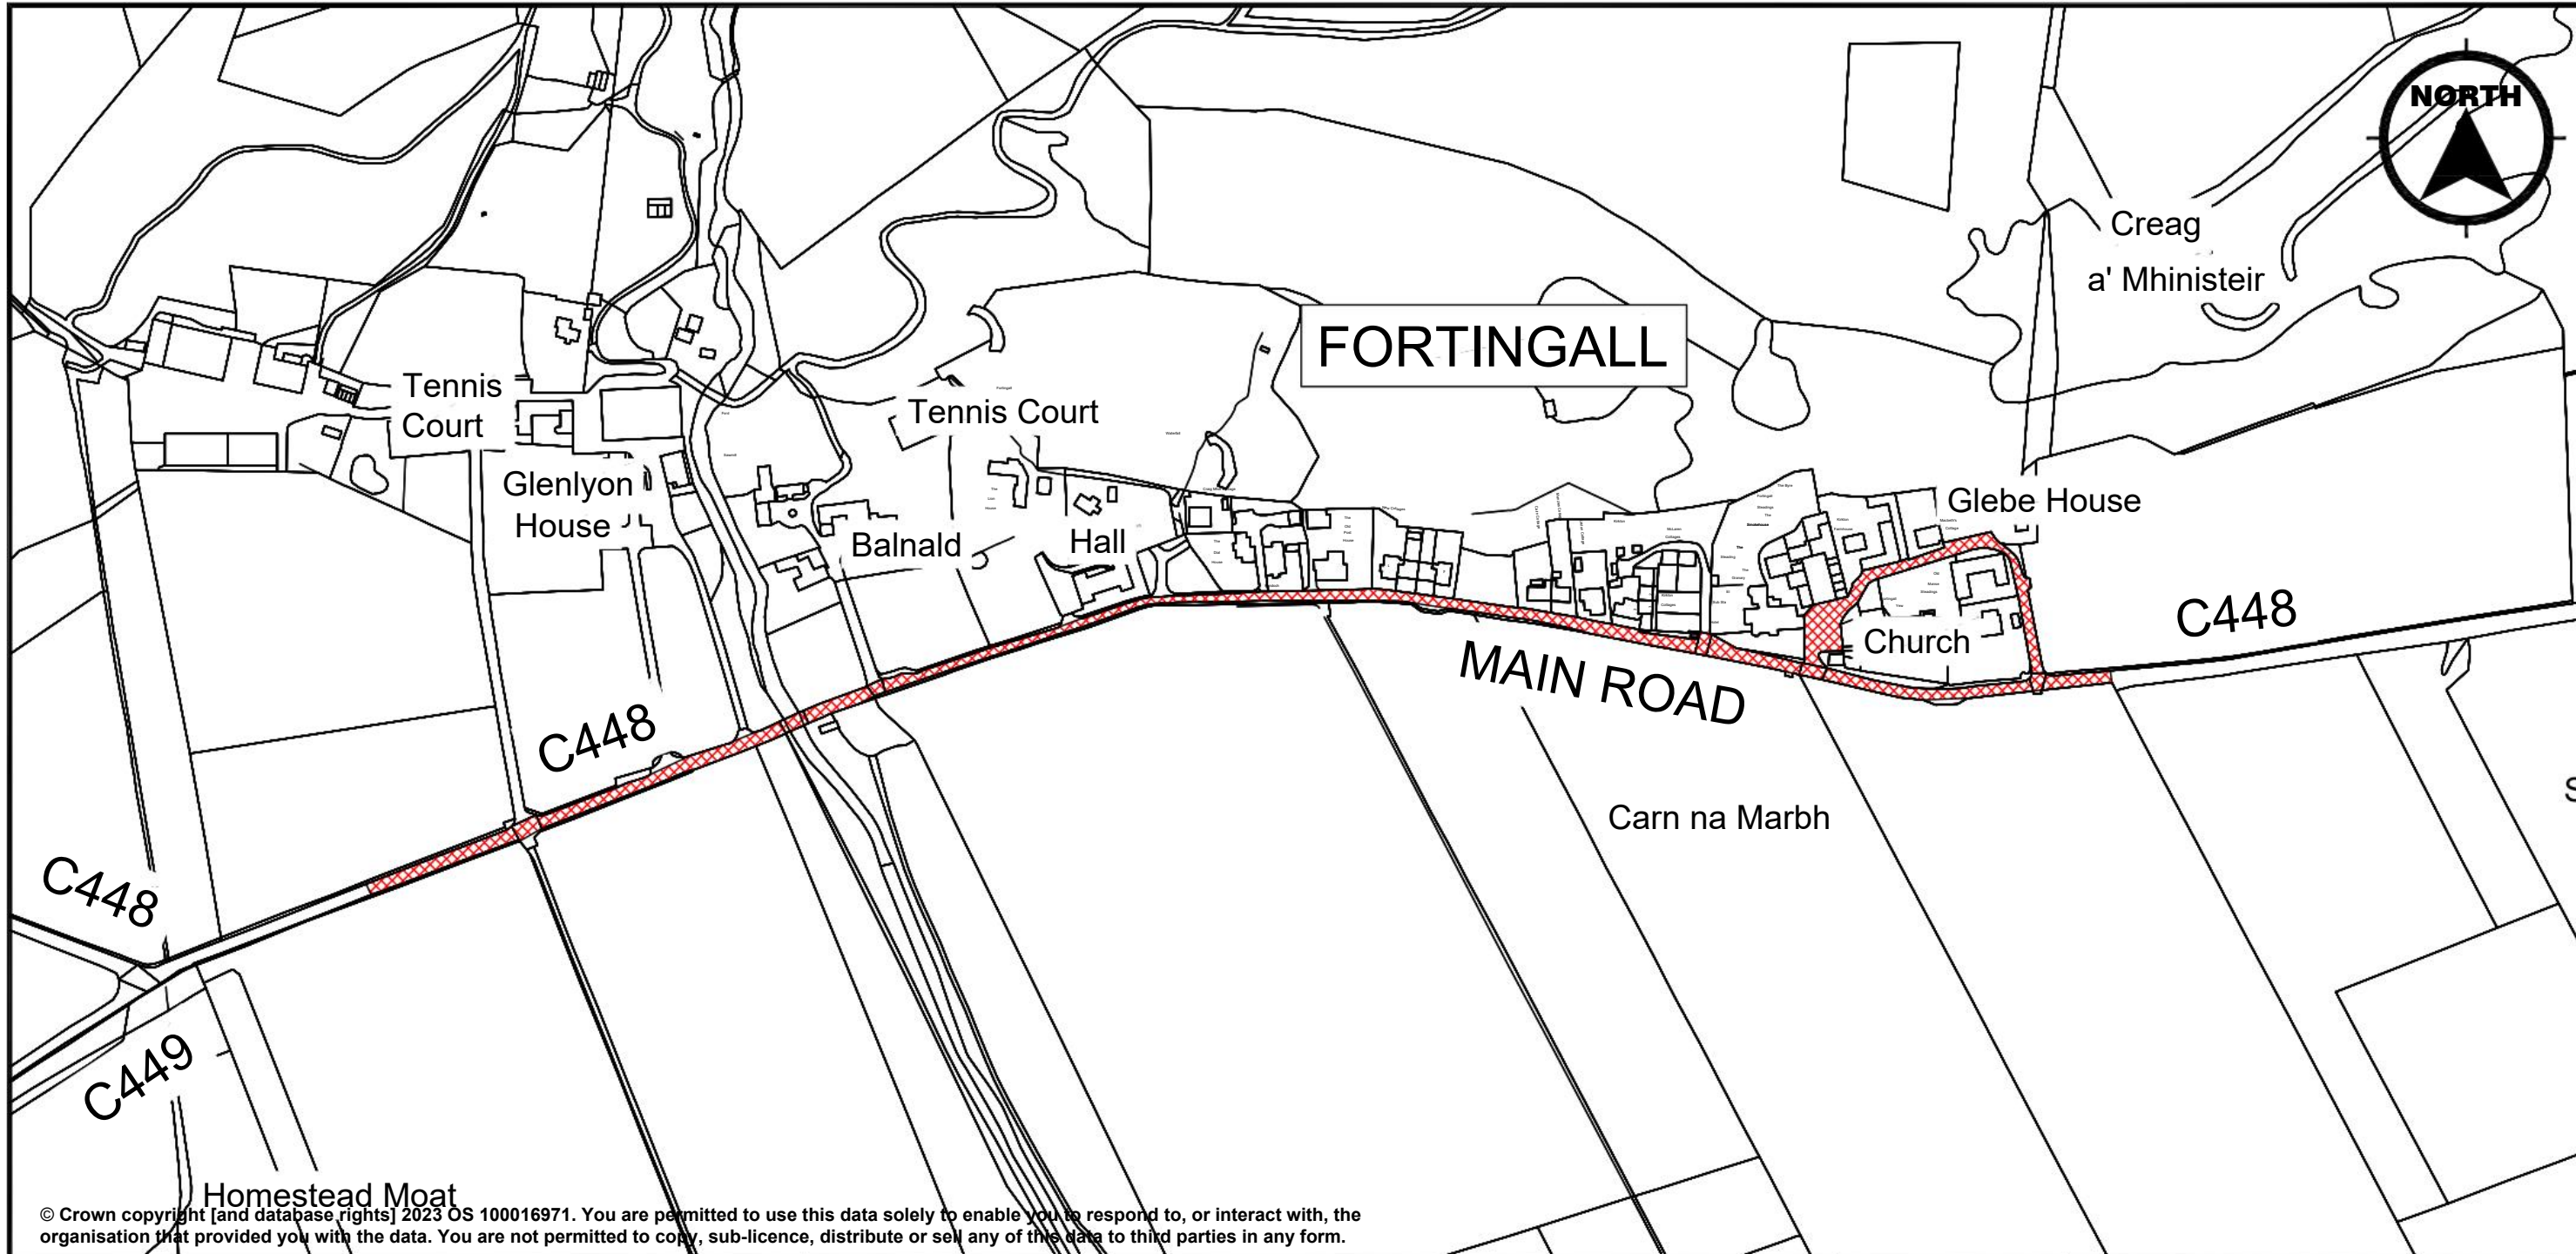 NORTH
Creag
a' Mhinisteir
FORTINGALL
Tennis
Court
Tennis Court
Glenlyon
House
Balnald
Hall
Glebe House
Church
C448
MAIN ROAD
C448
Carn na Marbh
C448
C449
Homestead Moat
© Crown copyright [and database rights] 2023 OS 100016971. You are permitted to use this data solely to enable you to respond to, or interact with, the
organisation that provided you with the data. You are not permitted to copy, sub-licence, distribute or sell any of this data to third parties in any form.